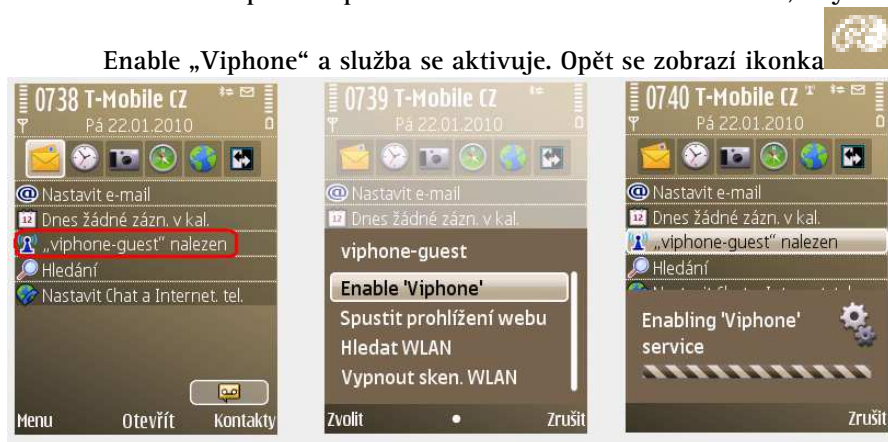 Enable „Viphone“ a služba se aktivuje. Opět se zobrazí ikonka
0738 T-Mobile CZ
Pá 22.01.2010
Nastavit e-mail
12 Dnes žádné zázn. v kal.
„viphone-guest“ nalezen
Hledání
Nastavit Chat a Internet. tel.
Menu Otevřít Kontakty
0739 T-Mobile CZ
Pá 22.01.2010
Nastavit e-mail
12 Dnes žádné zázn. v kal.
viphone-guest
Enable 'Viphone'
Spustit prohlížení webu
Hledat WLAN
Vypnout sken. WLAN
Zvolit Zrušit
0740 T-Mobile CZ
Pá 22.01.2010
Nastavit e-mail
12 Dnes žádné zázn. v kal.
„viphone-guest“ nalezen
Hledání
Enabling 'Viphone'
service
Zrušit